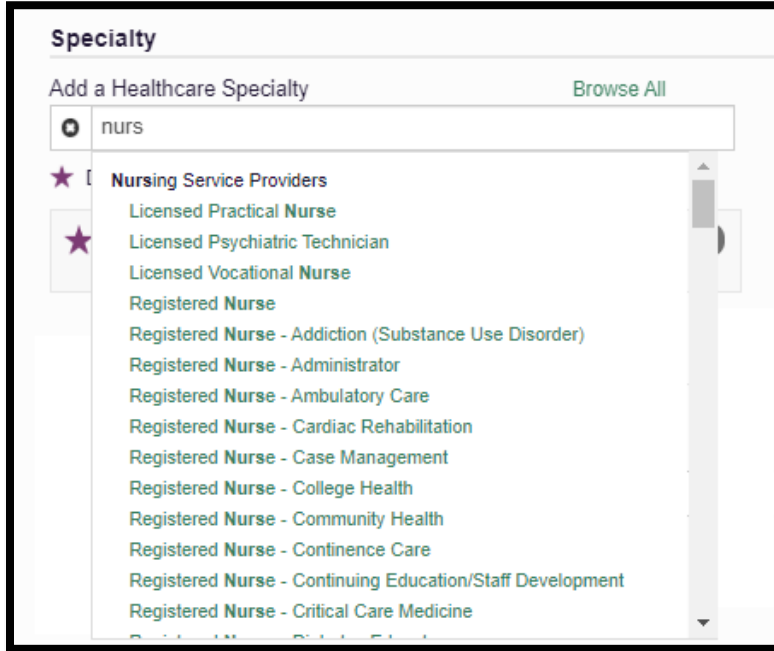 Specialty
Add a Healthcare Specialty Browse All
nurs
Nursing Service Providers
Licensed Practical Nurse
Licensed Psychiatric Technician
Licensed Vocational Nurse
Registered Nurse
Registered Nurse - Addiction (Substance Use Disorder)
Registered Nurse - Administrator
Registered Nurse - Ambulatory Care
Registered Nurse - Cardiac Rehabilitation
Registered Nurse - Case Management
Registered Nurse - College Health
Registered Nurse - Community Health
Registered Nurse - Continence Care
Registered Nurse - Continuing Education/Staff Development
Registered Nurse - Critical Care Medicine